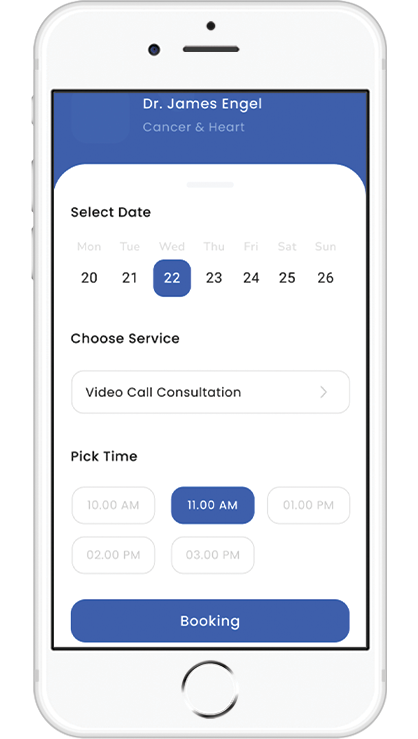 Dr. James Engel
Cancer & Heart
Select Date
Mon Tue Wed Thu Fri Sat Sun
20 21 22 23 24 25 26
Choose Service
Video Call Consultation
Pick Time
10.00 AM 11.00 AM 01.00 PM
02.00 PM 03.00 PM
Booking